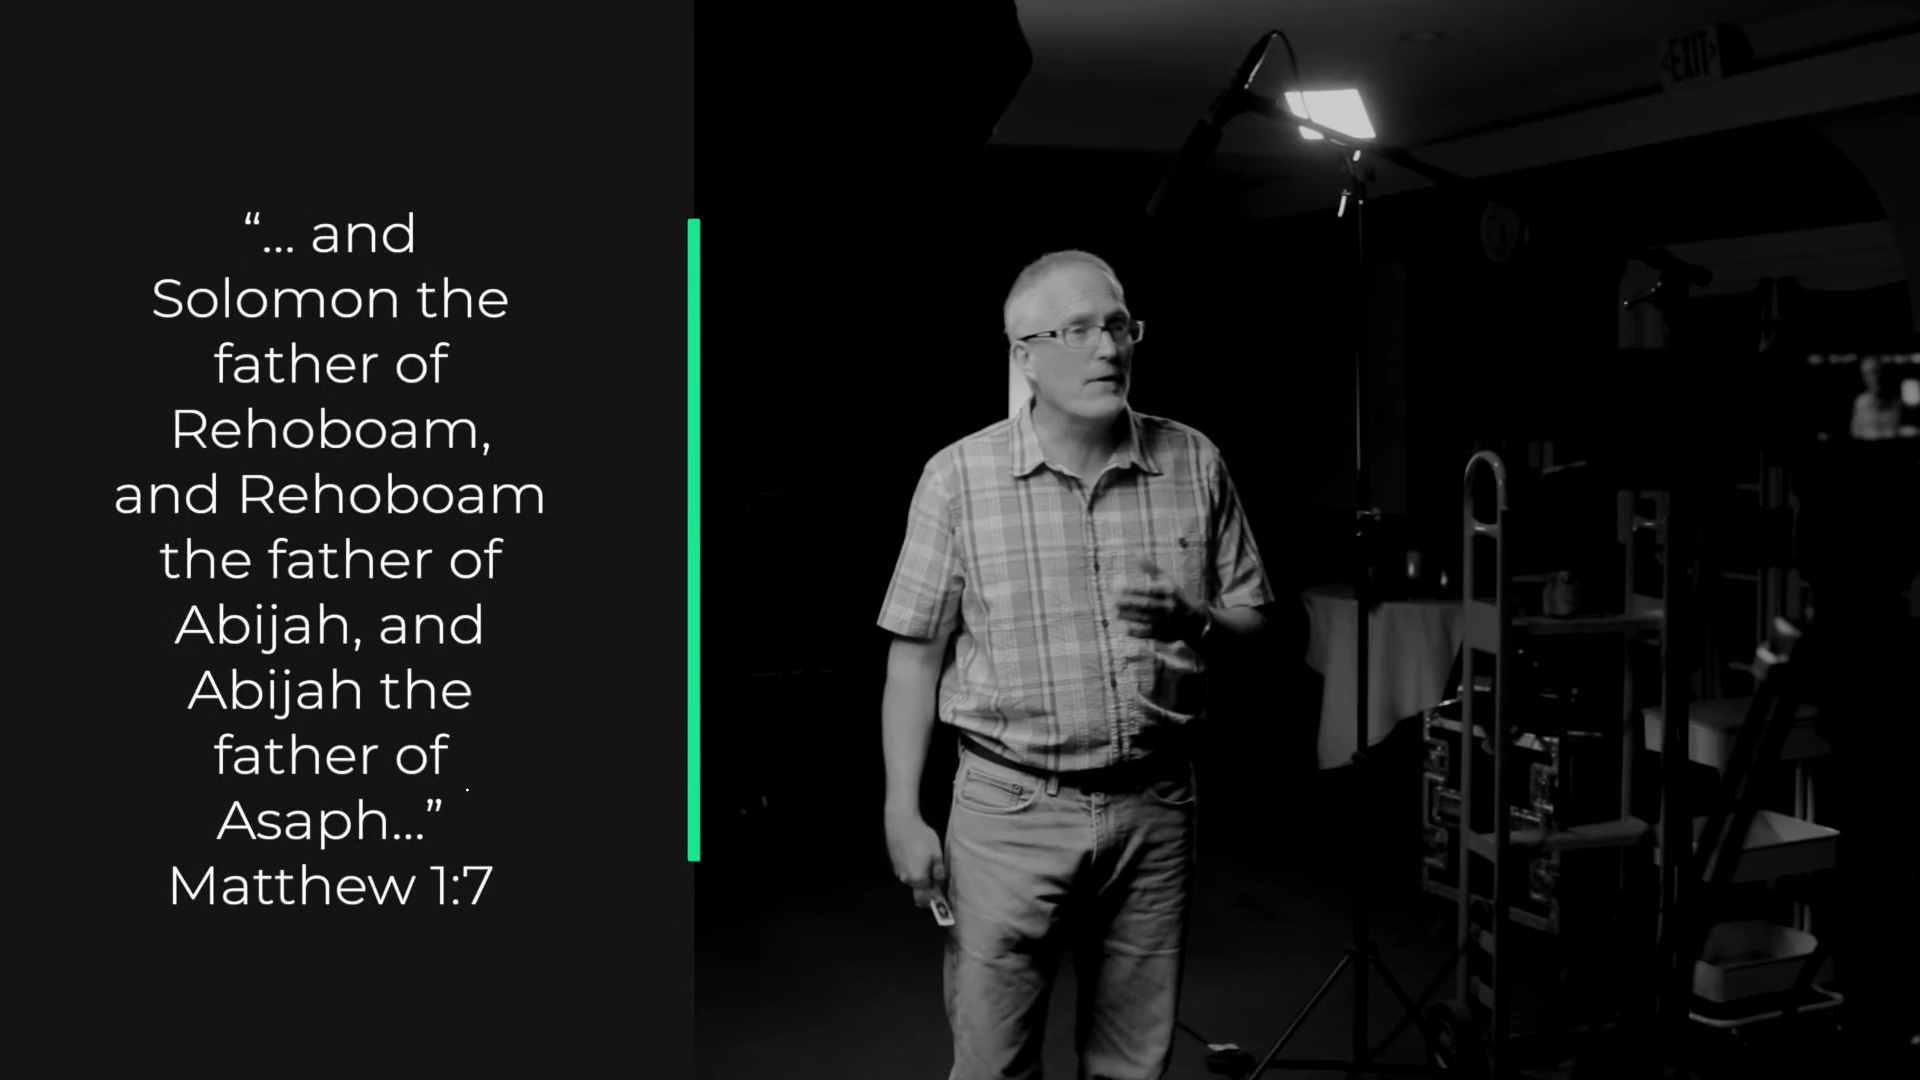 “... and
Solomon the
father of
Rehoboam,
and Rehoboam
the father of
Abijah, and
Abijah the
father of
Asaph...”
Matthew 1:7
EXIT